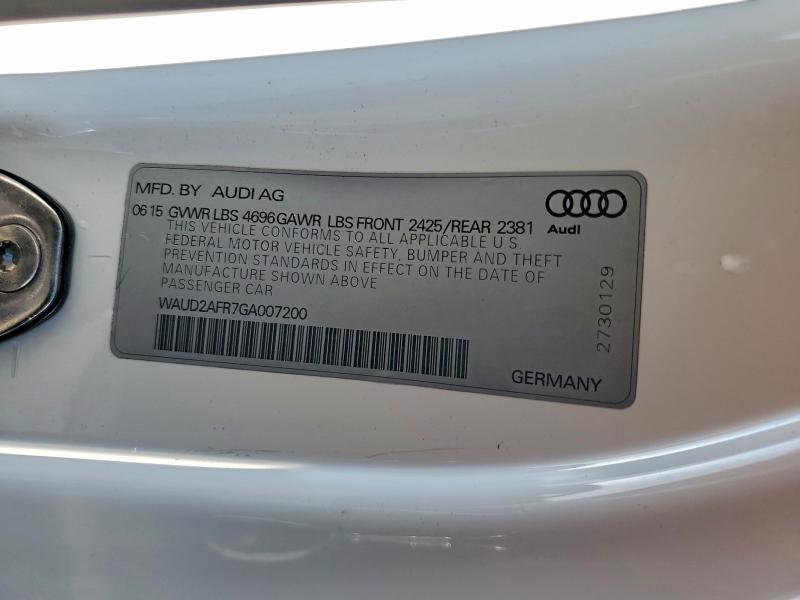 MFD. BY AUDI AG
06 15 GVWR LBS 4696 GAWR LBS FRONT 2425/REAR 2381
THIS VEHICLE CONFORMS TO ALL APPLICABLE U.S.
FEDERAL MOTOR VEHICLE SAFETY, BUMPER AND THEFT
PREVENTION STANDARDS IN EFFECT ON THE DATE OF
MANUFACTURE SHOWN ABOVE
PASSENGER CAR
WAUD2AFR7GA007200
GERMANY
Audi
2730129